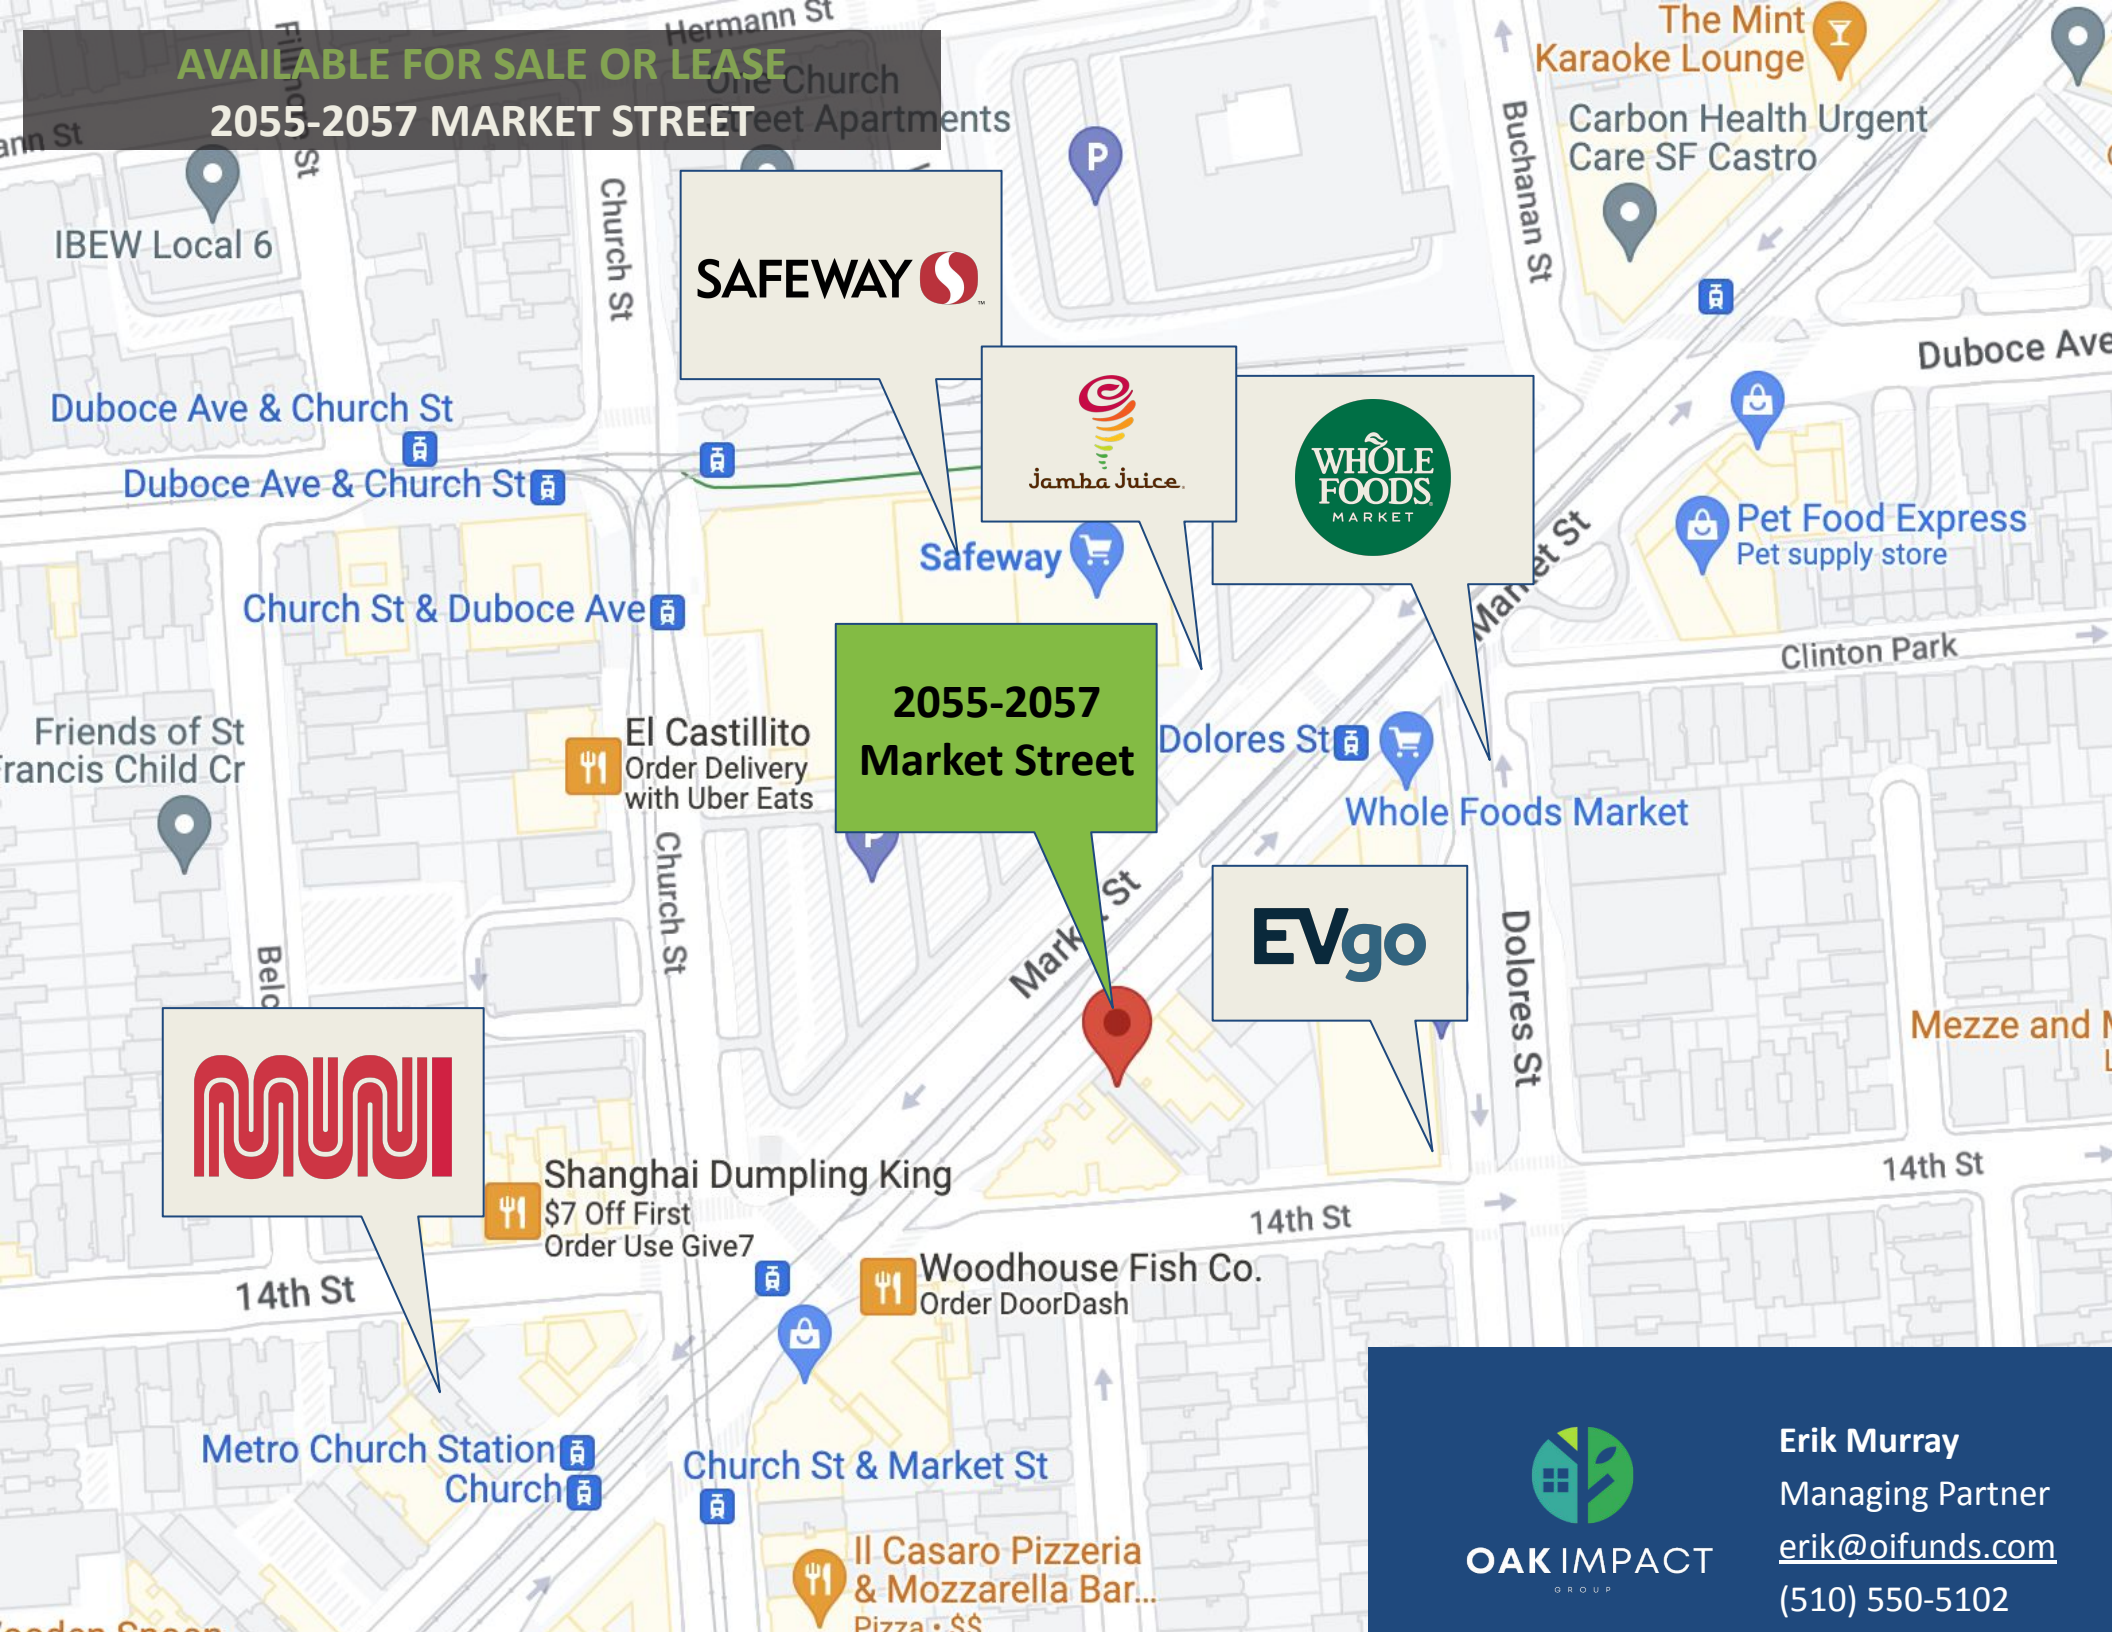 Hermann St
The Mint
Karaoke Lounge
AVAILABLE FOR SALE OR LEASE
2055-2057 MARKET STREET
Fillmore St
One Church
Street Apartments
P
Buchanan St
Carbon Health Urgent
Care SF Castro
IBEW Local 6
Church St
SAFEWAY
Duboce Ave
Duboce Ave & Church St
Duboce Ave & Church St
jamba juice
WHOLE
FOODS
MARKET
Market St
Pet Food Express
Pet supply store
Safeway
Church St & Duboce Ave
Clinton Park
2055-2057
Market Street
Friends of St
Francis Child Cr
El Castillito
Order Delivery
with Uber Eats
Dolores St
Whole Foods Market
P
Church St
Market St
EVgo
Dolores St
Mezze and
MUNI
Shanghai Dumpling King
$7 Off First
Order Use Give7
14th St
14th St
14th St
Woodhouse Fish Co.
Order DoorDash
Metro Church Station
Church
Church St & Market St
Il Casaro Pizzeria
& Mozzarella Bar...
Pizza · $$
OAK IMPACT
GROUP
Erik Murray
Managing Partner
erik@oifunds.com
(510) 550-5102